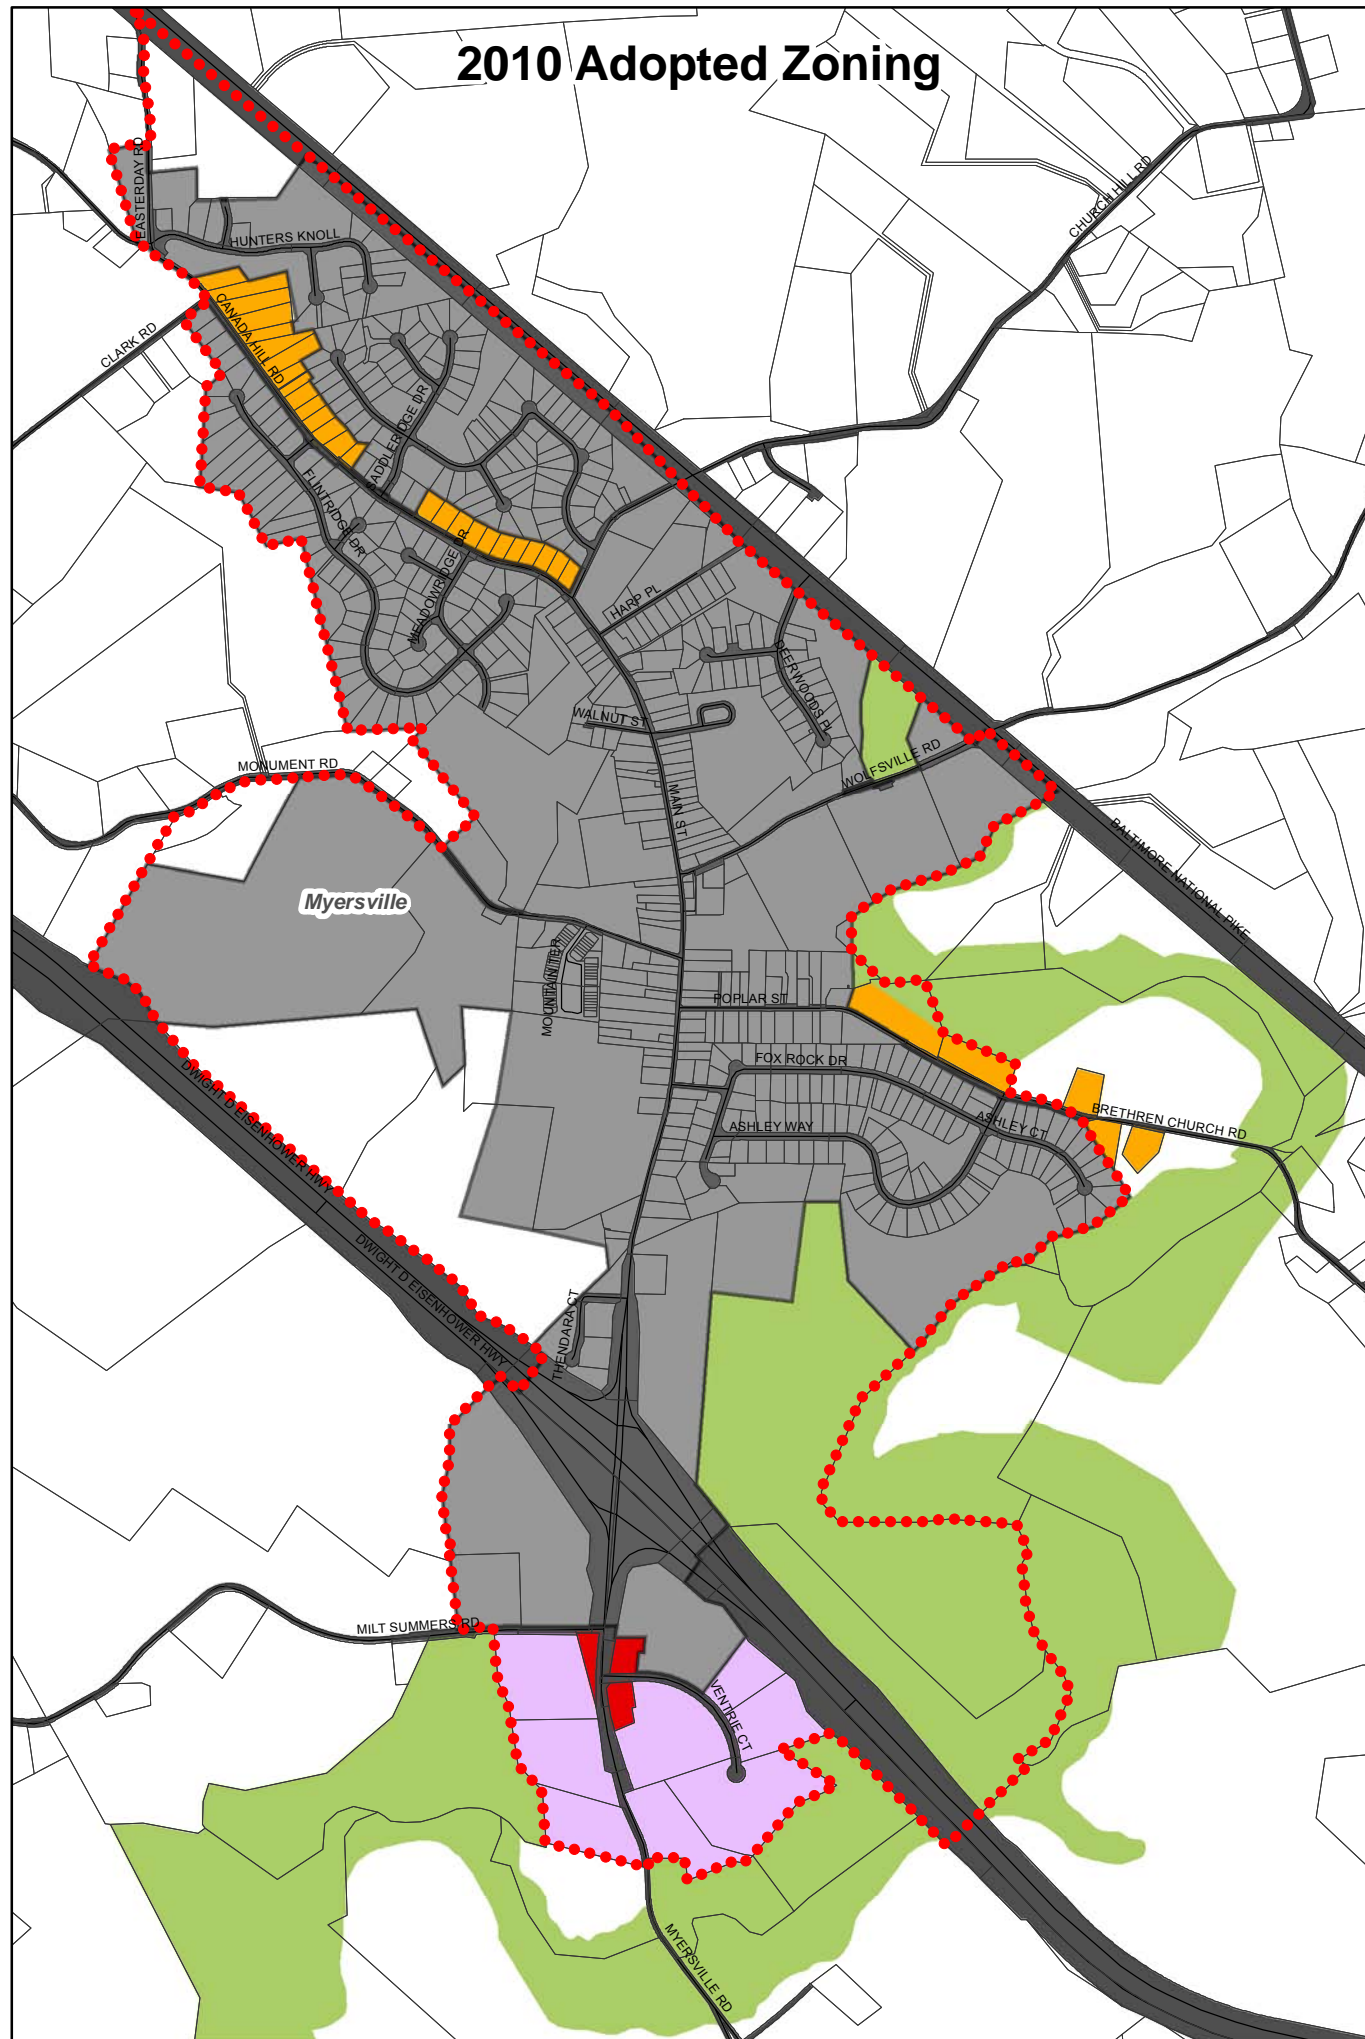 2010 Adopted Zoning
EASTERDAY RD
CHURCH HILL RD
HUNTERS KNOLL
CANADA HILL RD
CLARK RD
SADDLERIDGE DR
FLINTRIDGE DR
MEADOWRIDGE DR
HARP PL
DEERWOODS PL
WALNUT ST
WOLFSVILLE RD
MONUMENT RD
MAIN ST
BALTIMORE NATIONAL PIKE
Myersville
MOUNTAIN TER
POPLAR ST
FOX ROCK DR
DWIGHT D EISENHOWER HWY
ASHLEY WAY
ASHLEY CT
BRETHREN CHURCH RD
DWIGHT D EISENHOWER HWY
THENDARA CT
MILT SUMMERS RD
VENTRIE CT
MYERSVILLE RD